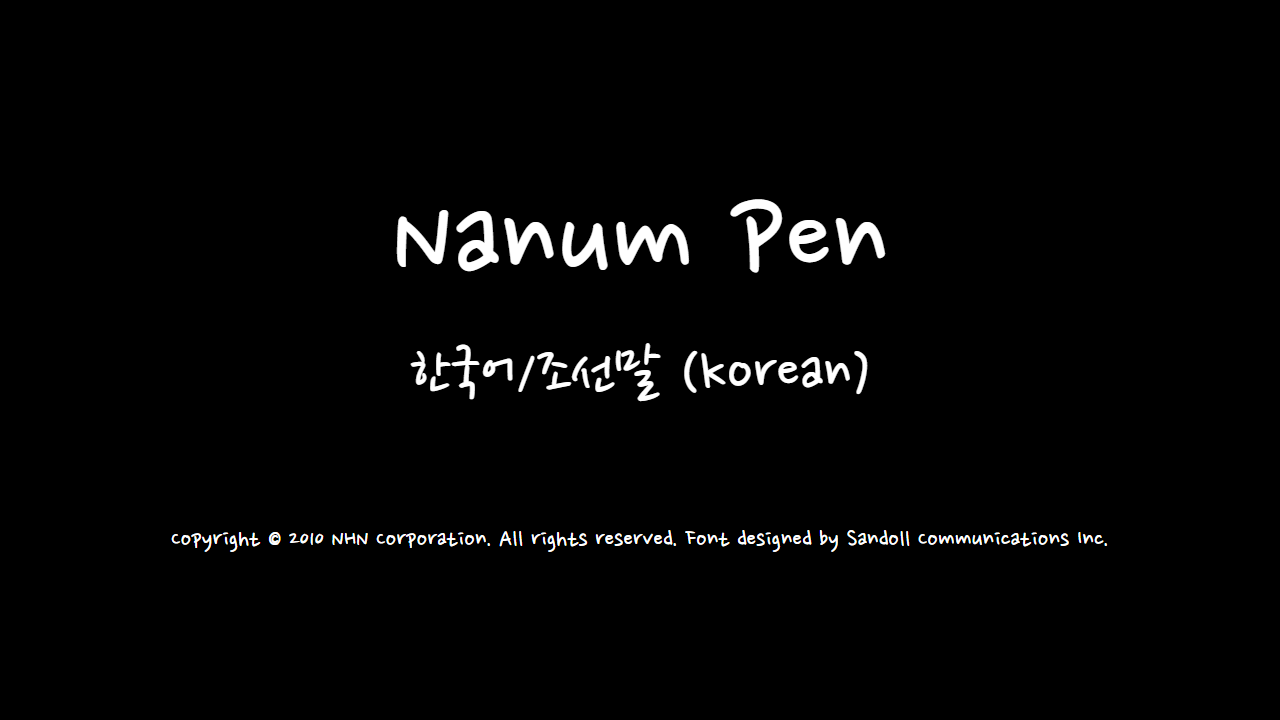 Nanum Pen
한국어/조선말 (Korean)
Copyright © 2010 NHN Corporation. All rights reserved. Font designed by Sandoll Communications Inc.